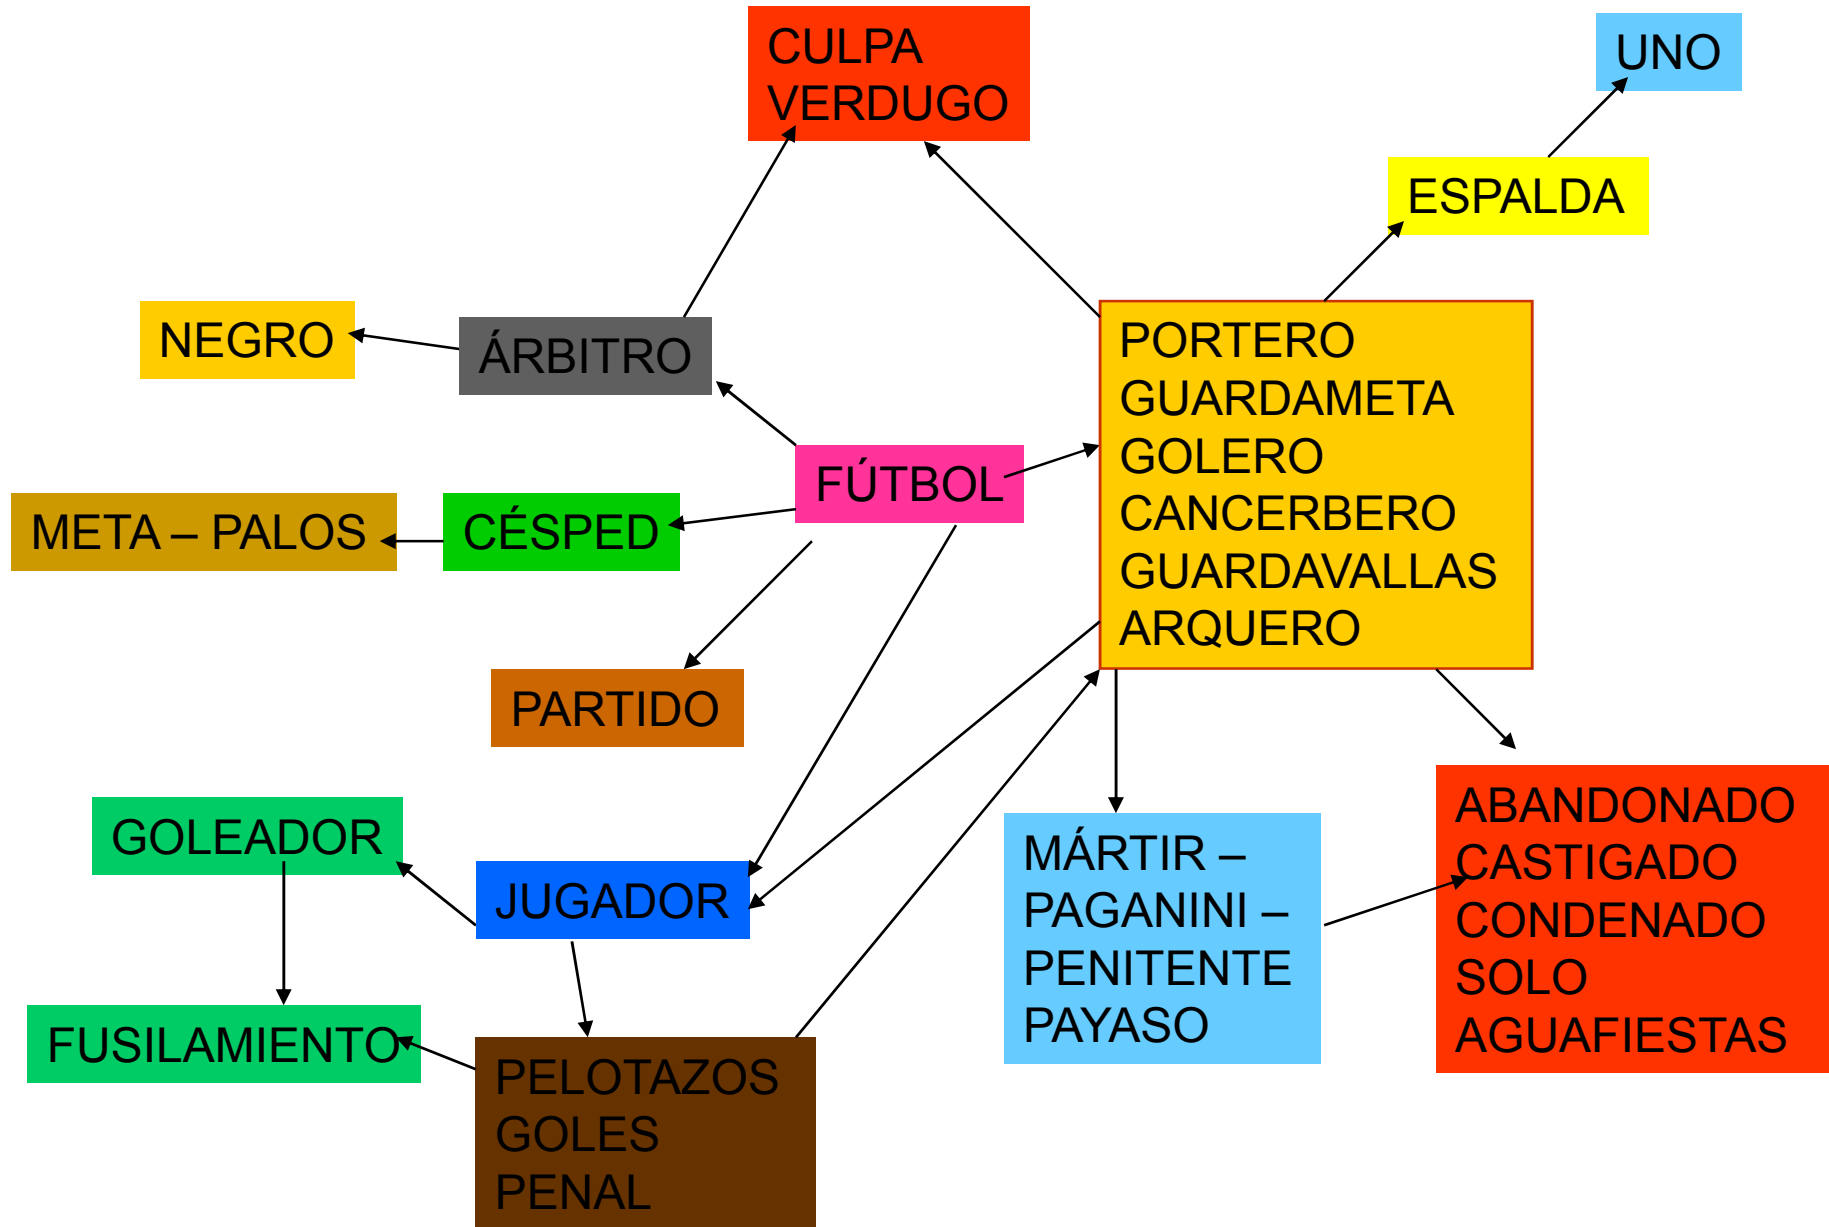 CULPA
VERDUGO
UNO
ESPALDA
NEGRO
ÁRBITRO
PORTERO
GUARDAMETA
GOLERO
CANCERBERO
GUARDAVALLAS
ARQUERO
FÚTBOL
META – PALOS
CÉSPED
PARTIDO
GOLEADOR
JUGADOR
MÁRTIR –
PAGANINI –
PENITENTE
PAYASO
ABANDONADO
CASTIGADO
CONDENADO
SOLO
AGUAFIESTAS
FUSILAMIENTO
PELOTAZOS
GOLES
PENAL